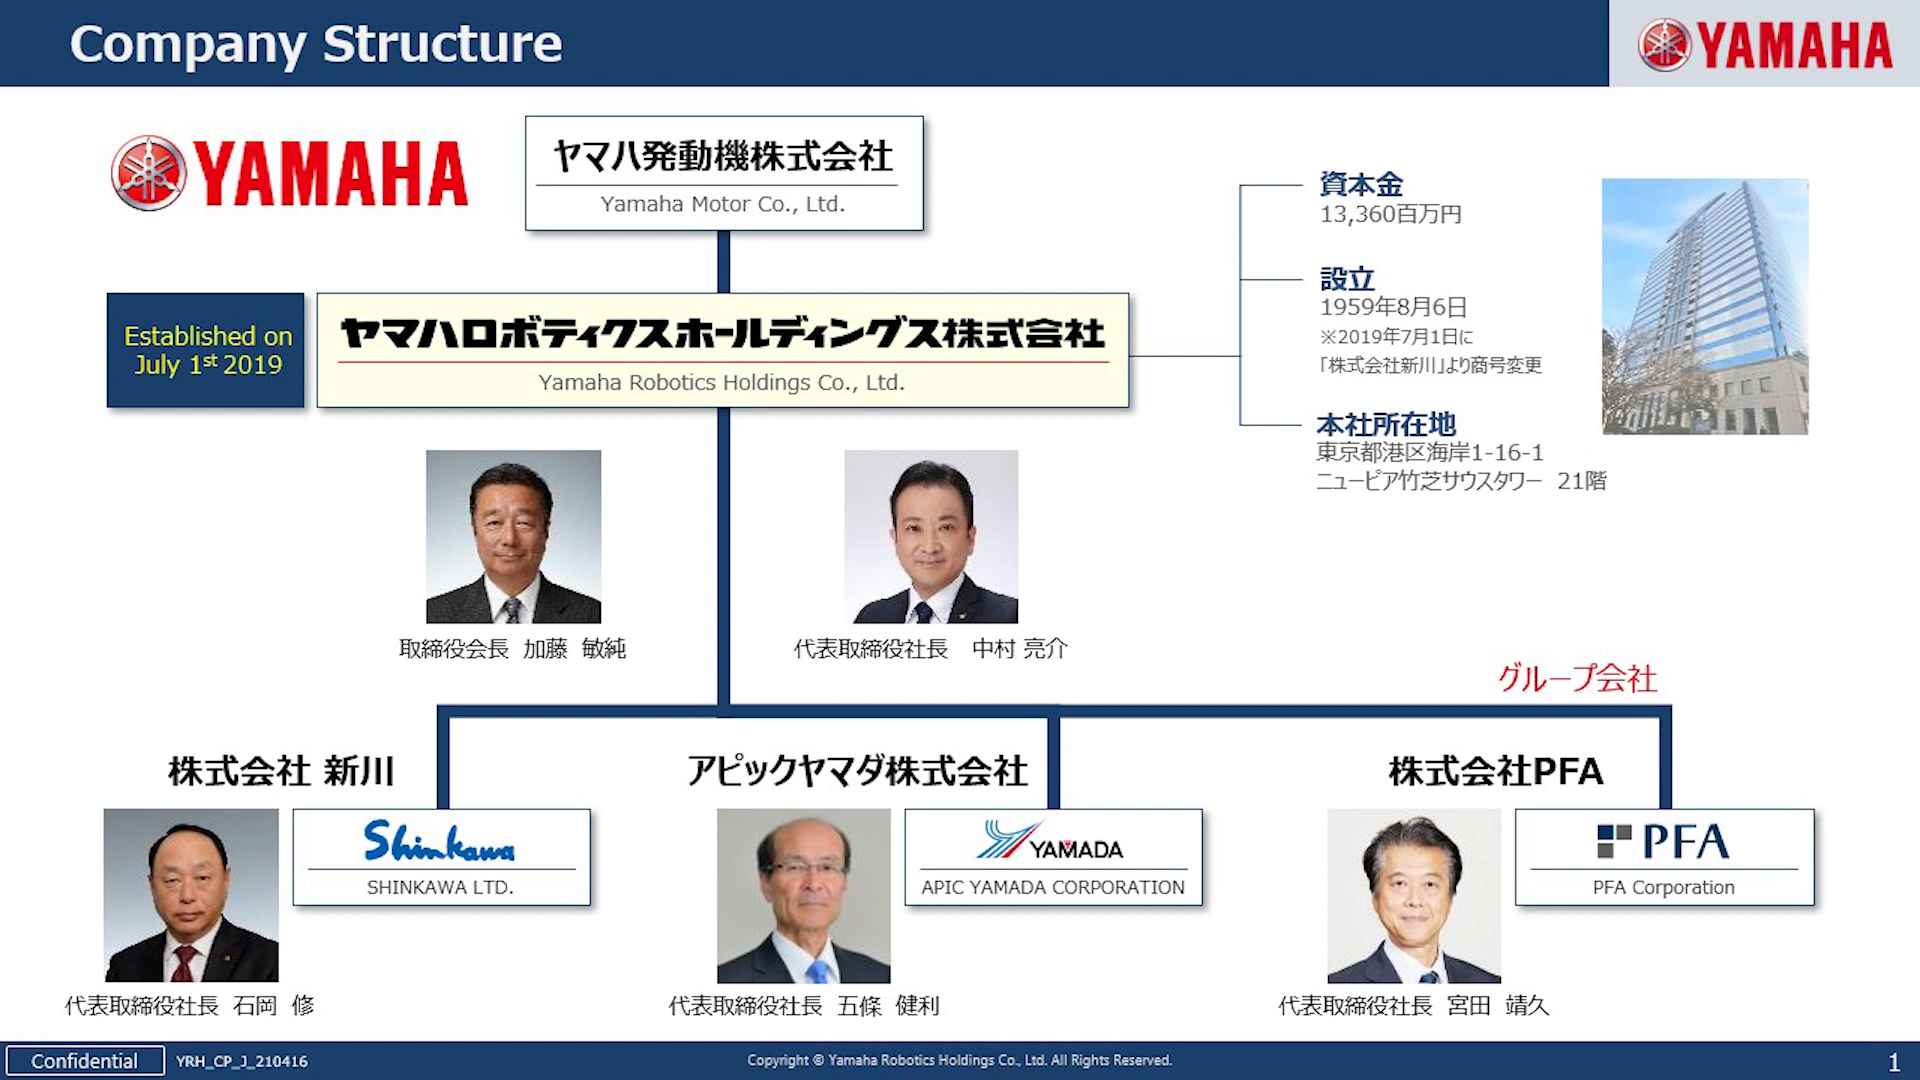 Company Structure
YAMAHA
YAMAHA
ヤマハ発動機株式会社
Yamaha Motor Co., Ltd.
Established on
July 1st 2019
ヤマハロボティクスホールディングス株式会社
Yamaha Robotics Holdings Co., Ltd.
資本金
13,360百万円
設立
1959年8月6日
※2019年7月1日に
「株式会社新川」より商号変更
本社所在地
東京都港区海岸1-16-1
ニューピア竹芝サウスタワー 21階
取締役会長 加藤 敏純
代表取締役社長 中村 亮介
グループ会社
株式会社 新川
Shinkawa
SHINKAWA LTD.
代表取締役社長 石岡 修
アピックヤマダ株式会社
YAMADA
APIC YAMADA CORPORATION
代表取締役社長 五條 健利
株式会社PFA
PFA
PFA Corporation
代表取締役社長 宮田 靖久
Confidential
YRH_CP_J_210416
Copyright © Yamaha Robotics Holdings Co., Ltd. All Rights Reserved.
1